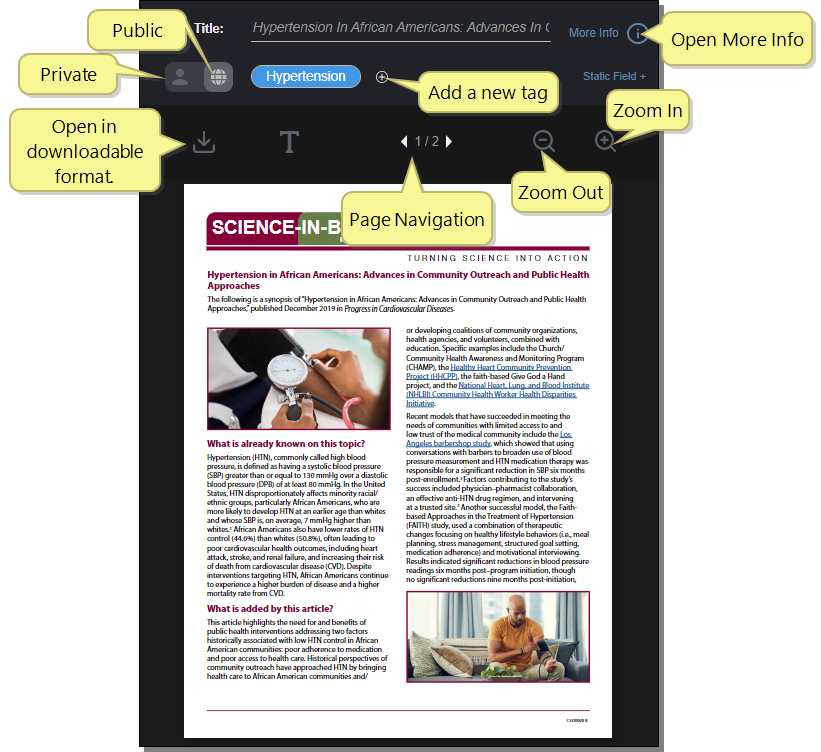 Public
Title:
Hypertension In African Americans: Advances In C
More Info
Open More Info
Private
Hypertension
Add a new tag
Static Field +
Zoom In
Open in
downloadable
format.
T
1 / 2
Zoom Out
Page Navigation
SCIENCE-IN-B
TURNING SCIENCE INTO ACTION
Hypertension in African Americans: Advances in Community Outreach and Public Health
Approaches
The following is a synopsis of "Hypertension in African Americans: Advances in Community Outreach and Public Health
Approaches," published December 2019 in Progress in Cardiovascular Diseases.
What is already known on this topic?
Hypertension (HTN), commonly called high blood
pressure, is defined as having a systolic blood pressure
(SBP) greater than or equal to 130 mmHg over a diastolic
blood pressure (DPB) of at least 80 mmHg. In the United
States, HTN disproportionately affects minority racial/
ethnic groups, particularly African Americans, who are
more likely to develop HTN at an earlier age than whites
and whose SBP is, on average, 7 mmHg higher than
whites.¹ African Americans also have lower rates of HTN
control (44.6%) than whites (50.8%), often leading to
poor cardiovascular health outcomes, including heart
attack, stroke, and renal failure, and increasing their risk
of death from cardiovascular disease (CVD). Despite
interventions targeting HTN, African Americans continue
to experience a higher burden of disease and a higher
mortality rate from CVD.
What is added by this article?
This article highlights the need for and benefits of
public health interventions addressing two factors
historically associated with low HTN control in African
American communities: poor adherence to medication
and poor access to health care. Historical perspectives of
community outreach have approached HTN by bringing
health care to African American communities and/
or developing coalitions of community organizations,
health agencies, and volunteers, combined with
education. Specific examples include the Church/
Community Health Awareness and Monitoring Program
(CHAMP), the Healthy Heart Community Prevention
Project (HHCPP), the faith-based Give God a Hand
project, and the National Heart, Lung, and Blood Institute
(NHLBI) Community Health Worker Health Disparities
Initiative.
Recent models that have succeeded in meeting the
needs of communities with limited access to and
low trust of the medical community include the Los
Angeles barbershop study, which showed that using
conversations with barbers to broaden use of blood
pressure measurement and HTN medication therapy was
responsible for a significant reduction in SBP six months
post-enrollment.² Factors contributing to the study's
success included physician–pharmacist collaboration,
an effective anti-HTN drug regimen, and intervening
at a trusted site.² Another successful model, the Faith-
based Approaches in the Treatment of Hypertension
(FAITH) study, used a combination of therapeutic
changes focusing on healthy lifestyle behaviors (i.e., meal
planning, stress management, structured goal setting,
medication adherence) and motivational interviewing.
Results indicated significant reductions in blood pressure
readings six months post–program initiation, though
no significant reductions nine months post-initiation,